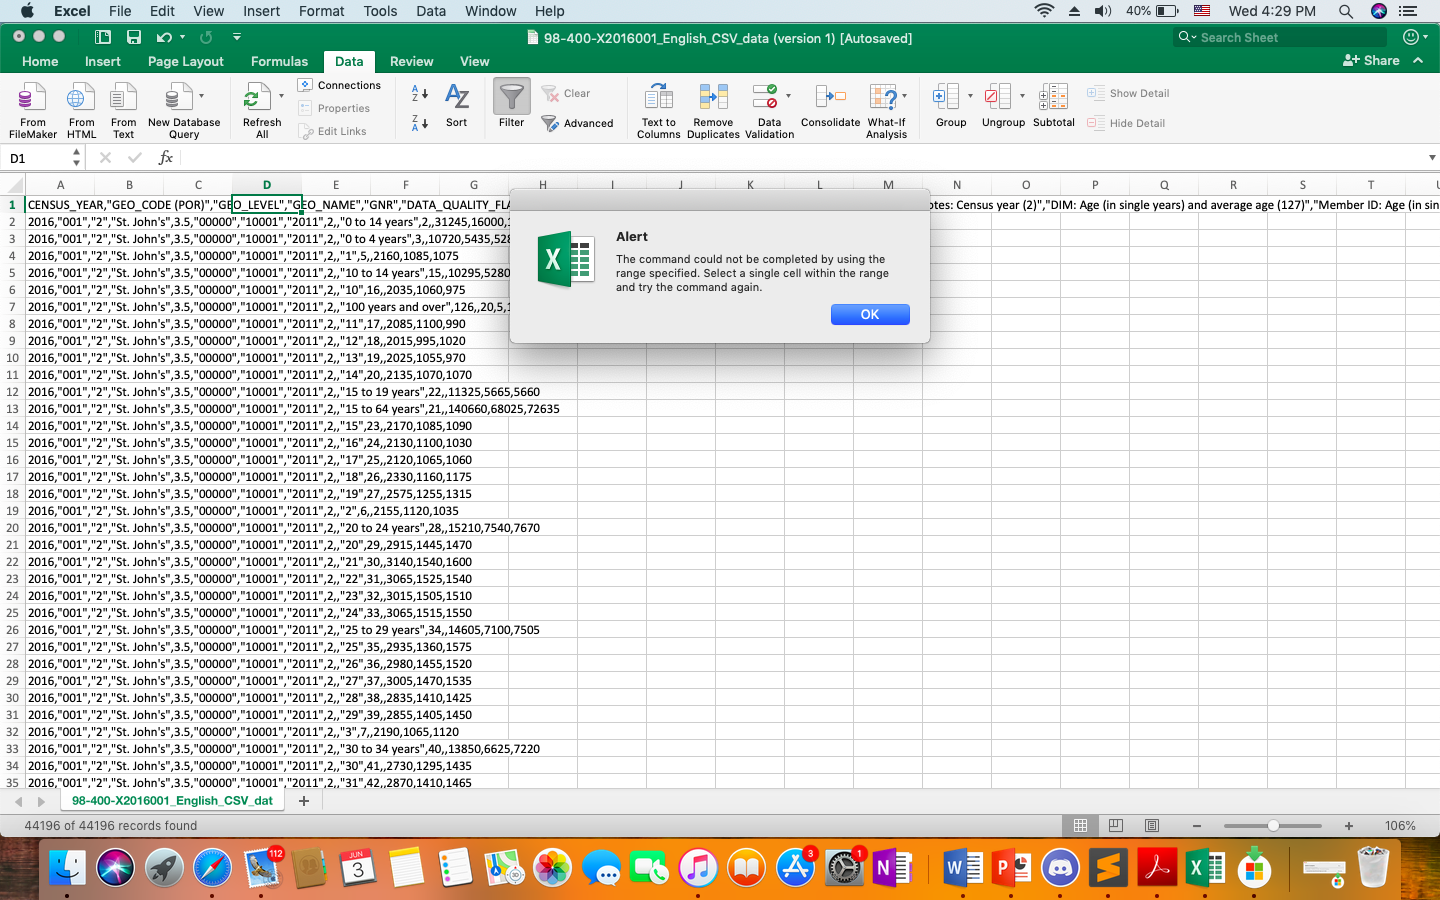 Excel File Edit View Insert Format Tools Data Window Help 40% Wed 4:29 PM
98-400-X2016001_English_CSV_data (version 1) [Autosaved] Search Sheet
Home Insert Page Layout Formulas Data Review View Share
From FileMaker
From HTML
From Text
New Database Query
Refresh All
Connections
Properties
Edit Links
A Z
Z A
A Z
Sort
Filter
Clear
Advanced
Text to Columns
Remove Duplicates
Data Validation
Consolidate
What-If Analysis
Group
Ungroup
Subtotal
Show Detail
Hide Detail
D1 fx
A B C D E F G H I J K L M N O P Q R S T U
1 CENSUS_YEAR,"GEO_CODE (POR)","GEO_LEVEL","GEO_NAME","GNR","DATA_QUALITY_FLA otes: Census year (2)","DIM: Age (in single years) and average age (127)","Member ID: Age (in sin
2 2016,"001","2","St. John's",3.5,"00000","10001","2011",2,,"0 to 14 years",2,,31245,16000,1
3 2016,"001","2","St. John's",3.5,"00000","10001","2011",2,,"0 to 4 years",3,,10720,5435,528
4 2016,"001","2","St. John's",3.5,"00000","10001","2011",2,,"1",5,,2160,1085,1075
5 2016,"001","2","St. John's",3.5,"00000","10001","2011",2,,"10 to 14 years",15,,10295,5280
6 2016,"001","2","St. John's",3.5,"00000","10001","2011",2,,"10",16,,2035,1060,975
7 2016,"001","2","St. John's",3.5,"00000","10001","2011",2,,"100 years and over",126,,20,5,1
8 2016,"001","2","St. John's",3.5,"00000","10001","2011",2,,"11",17,,2085,1100,990
9 2016,"001","2","St. John's",3.5,"00000","10001","2011",2,,"12",18,,2015,995,1020
10 2016,"001","2","St. John's",3.5,"00000","10001","2011",2,,"13",19,,2025,1055,970
11 2016,"001","2","St. John's",3.5,"00000","10001","2011",2,,"14",20,,2135,1070,1070
12 2016,"001","2","St. John's",3.5,"00000","10001","2011",2,,"15 to 19 years",22,,11325,5665,5660
13 2016,"001","2","St. John's",3.5,"00000","10001","2011",2,,"15 to 64 years",21,,140660,68025,72635
14 2016,"001","2","St. John's",3.5,"00000","10001","2011",2,,"15",23,,2170,1085,1090
15 2016,"001","2","St. John's",3.5,"00000","10001","2011",2,,"16",24,,2130,1100,1030
16 2016,"001","2","St. John's",3.5,"00000","10001","2011",2,,"17",25,,2120,1065,1060
17 2016,"001","2","St. John's",3.5,"00000","10001","2011",2,,"18",26,,2330,1160,1175
18 2016,"001","2","St. John's",3.5,"00000","10001","2011",2,,"19",27,,2575,1255,1315
19 2016,"001","2","St. John's",3.5,"00000","10001","2011",2,,"2",6,,2155,1120,1035
20 2016,"001","2","St. John's",3.5,"00000","10001","2011",2,,"20 to 24 years",28,,15210,7540,7670
21 2016,"001","2","St. John's",3.5,"00000","10001","2011",2,,"20",29,,2915,1445,1470
22 2016,"001","2","St. John's",3.5,"00000","10001","2011",2,,"21",30,,3140,1540,1600
23 2016,"001","2","St. John's",3.5,"00000","10001","2011",2,,"22",31,,3065,1525,1540
24 2016,"001","2","St. John's",3.5,"00000","10001","2011",2,,"23",32,,3015,1505,1510
25 2016,"001","2","St. John's",3.5,"00000","10001","2011",2,,"24",33,,3065,1515,1550
26 2016,"001","2","St. John's",3.5,"00000","10001","2011",2,,"25 to 29 years",34,,14605,7100,7505
27 2016,"001","2","St. John's",3.5,"00000","10001","2011",2,,"25",35,,2935,1360,1575
28 2016,"001","2","St. John's",3.5,"00000","10001","2011",2,,"26",36,,2980,1455,1520
29 2016,"001","2","St. John's",3.5,"00000","10001","2011",2,,"27",37,,3005,1470,1535
30 2016,"001","2","St. John's",3.5,"00000","10001","2011",2,,"28",38,,2835,1410,1425
31 2016,"001","2","St. John's",3.5,"00000","10001","2011",2,,"29",39,,2855,1405,1450
32 2016,"001","2","St. John's",3.5,"00000","10001","2011",2,,"3",7,,2190,1065,1120
33 2016,"001","2","St. John's",3.5,"00000","10001","2011",2,,"30 to 34 years",40,,13850,6625,7220
34 2016,"001","2","St. John's",3.5,"00000","10001","2011",2,,"30",41,,2730,1295,1435
35 2016,"001","2","St. John's",3.5,"00000","10001","2011",2,,"31",42,,2870,1410,1465
Alert
The command could not be completed by using the
range specified. Select a single cell within the range
and try the command again.
OK
98-400-X2016001_English_CSV_dat +
44196 of 44196 records found 106%
112 JUN 3 3 1 N W P X